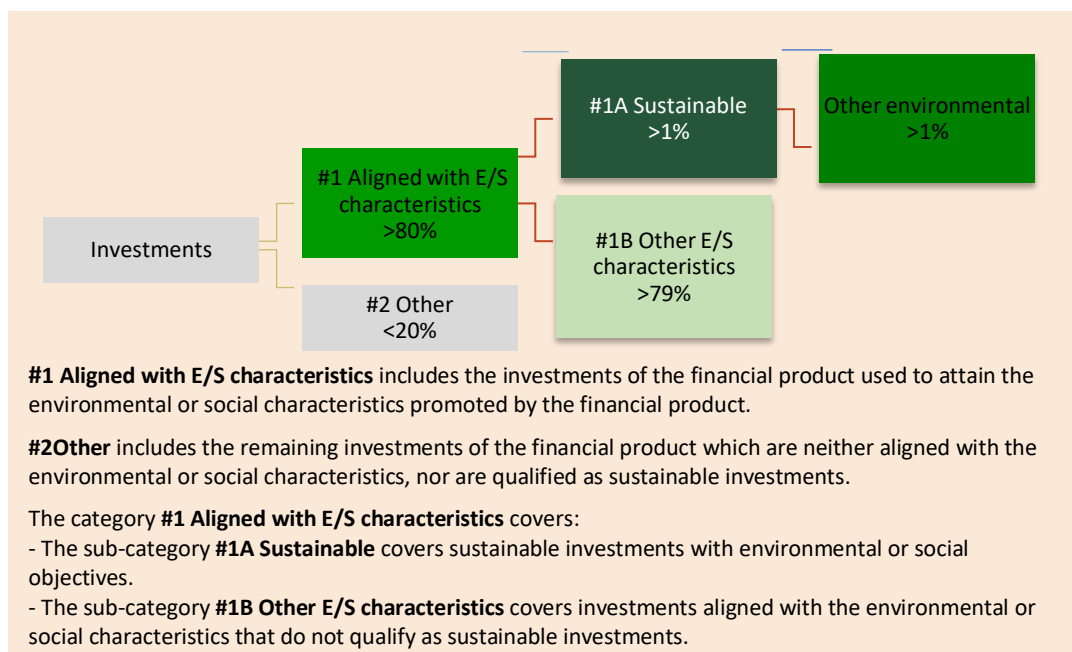 #1A Sustainable
>1%
Other environmental
>1%
#1 Aligned with E/S
characteristics
>80%
#1B Other E/S
characteristics
>79%
Investments
#2 Other
<20%
#1 Aligned with E/S characteristics includes the investments of the financial product used to attain the
environmental or social characteristics promoted by the financial product.
#2Other includes the remaining investments of the financial product which are neither aligned with the
environmental or social characteristics, nor are qualified as sustainable investments.
The category #1 Aligned with E/S characteristics covers:
- The sub-category #1A Sustainable covers sustainable investments with environmental or social
objectives.
- The sub-category #1B Other E/S characteristics covers investments aligned with the environmental or
social characteristics that do not qualify as sustainable investments.